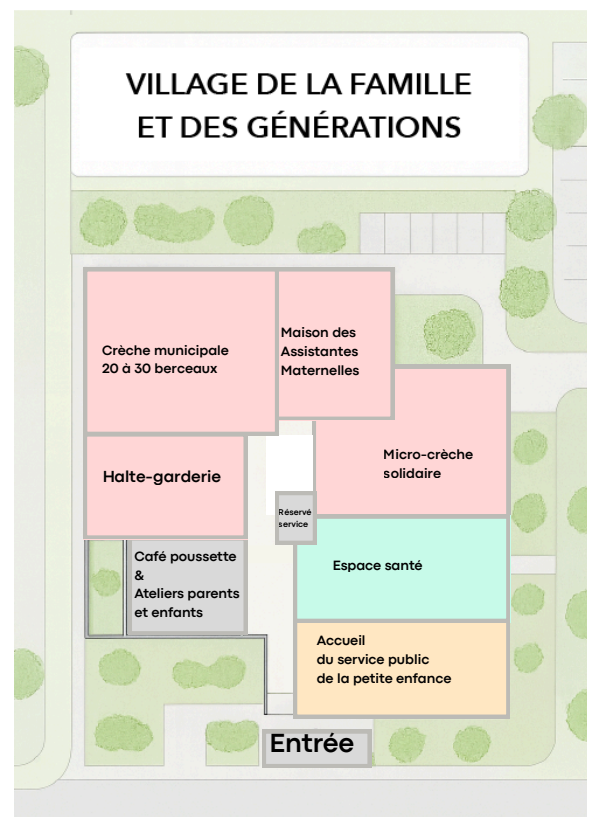 VILLAGE DE LA FAMILLE
ET DES GÉNÉRATIONS
Crèche municipale
20 à 30 berceaux
Maison des
Assistantes
Maternelles
Micro-crèche
solidaire
Halte-garderie
Réservé
service
Café poussette
&
Ateliers parents
et enfants
Espace santé
Accueil
du service public
de la petite enfance
Entrée